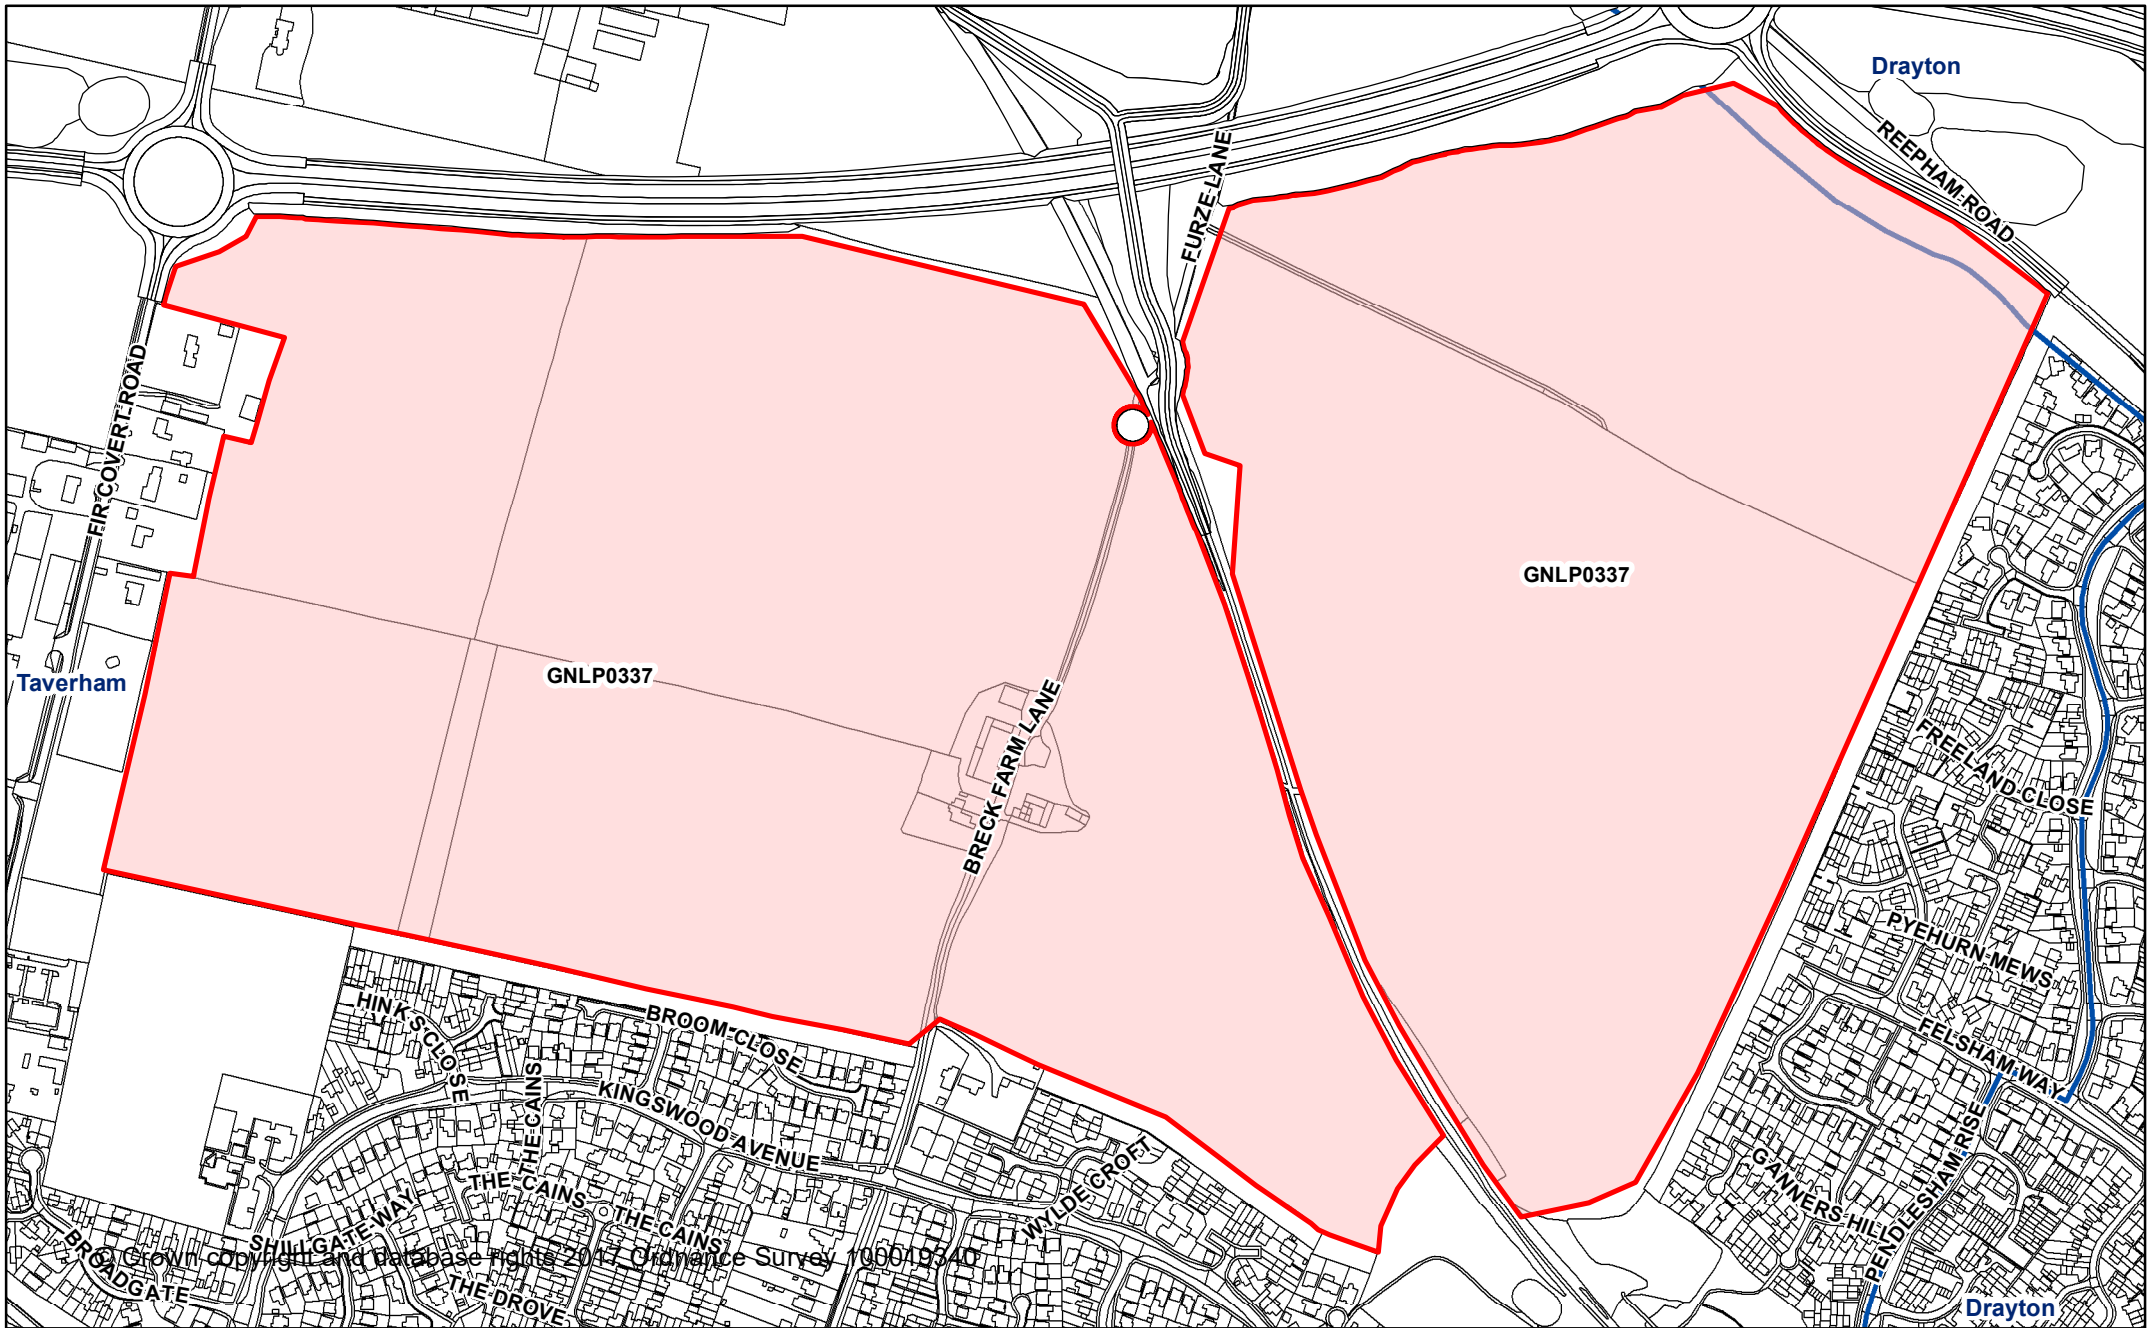 Drayton
REEPHAM ROAD
FURZE LANE
FIR COVERT ROAD
GNLP0337
GNLP0337
Taverham
BRECK FARM LANE
FREELAND CLOSE
PYEHURN MEWS
HINKS CLOSE
BROOM CLOSE
FELSHAM WAY
THE CAINS
KINGSWOOD AVENUE
WYLDE CROFT
PENDLESHAM RISE
GANNERS HILL
THE CAINS
THE CAINS
SHILLGATE WAY
BROADGATE
© Crown copyright and database rights 2017 Ordnance Survey 100019340
THE DROVE
Drayton